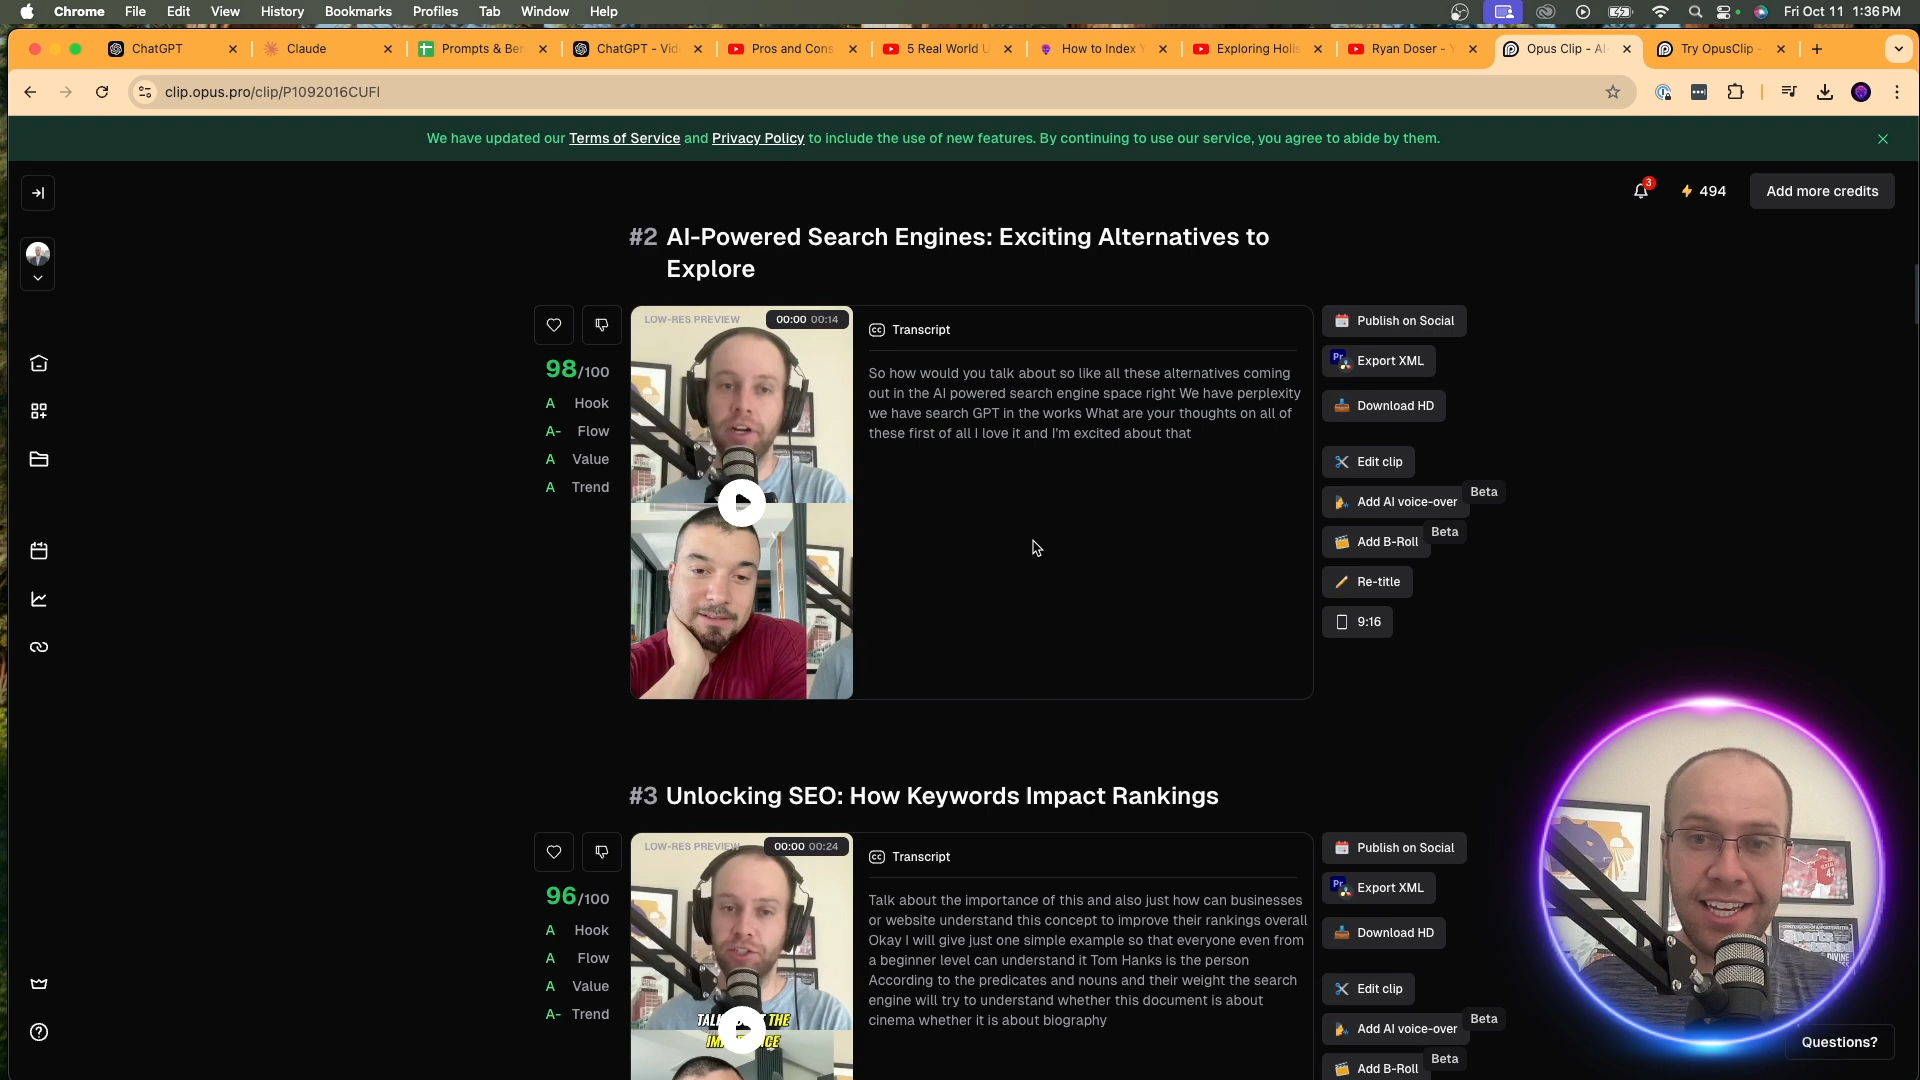 Chrome File Edit View History Bookmarks Profiles Tab Window Help Fri Oct 11 1:36 PM
ChatGPT Claude Prompts & Ben ChatGPT - Vid Pros and Cons 5 Real World U How to Index Y Exploring Holis Ryan Doser - Y Opus Clip - AI- Try OpusClip -
clip.opus.pro/clip/P1092016CUFl
We have updated our Terms of Service and Privacy Policy to include the use of new features. By continuing to use our service, you agree to abide by them.
3 494 Add more credits
#2 AI-Powered Search Engines: Exciting Alternatives to
Explore
LOW-RES PREVIEW 00:00 00:14
Transcript
98/100
A Hook
A- Flow
A Value
A Trend
So how would you talk about so like all these alternatives coming
out in the AI powered search engine space right We have perplexity
we have search GPT in the works What are your thoughts on all of
these first of all I love it and I'm excited about that
Publish on Social
Pr Export XML
Download HD
Edit clip
Add AI voice-over Beta
Add B-Roll Beta
Re-title
9:16
#3 Unlocking SEO: How Keywords Impact Rankings
LOW-RES PREVIEW 00:00 00:24
Transcript
96/100
A Hook
A Flow
A Value
A- Trend
THE
Talk about the importance of this and also just how can businesses
or website understand this concept to improve their rankings overall
Okay I will give just one simple example so that everyone even from
a beginner level can understand it Tom Hanks is the person
According to the predicates and nouns and their weight the search
engine will try to understand whether this document is about
cinema whether it is about biography
Publish on Social
Pr Export XML
Download HD
Edit clip
Add AI voice-over Beta
Add B-Roll Beta
Sports
Questions?